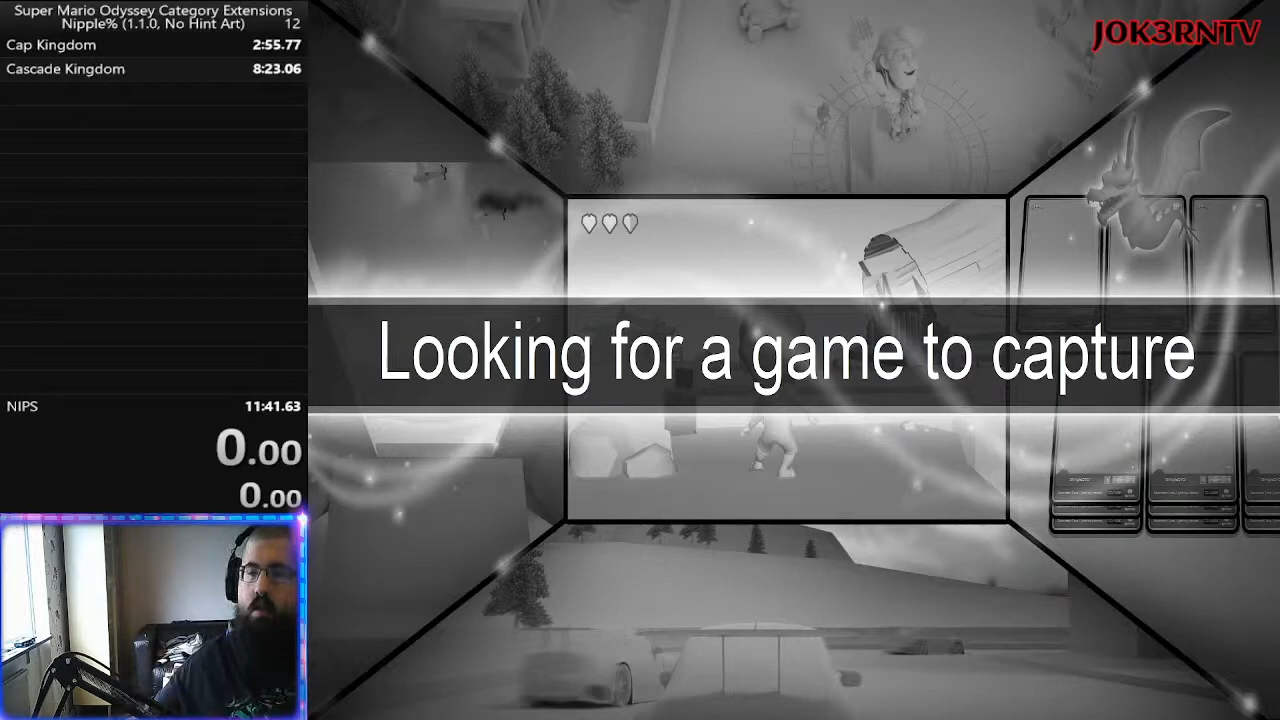 Super Mario Odyssey Category Extensions
Nipple% (1.1.0, No Hint Art) 12
Cap Kingdom 2:55.77
Cascade Kingdom 8:23.06
NIPS 11:41.63
0.00
0.00
JOK3RNTV
Looking for a game to capture